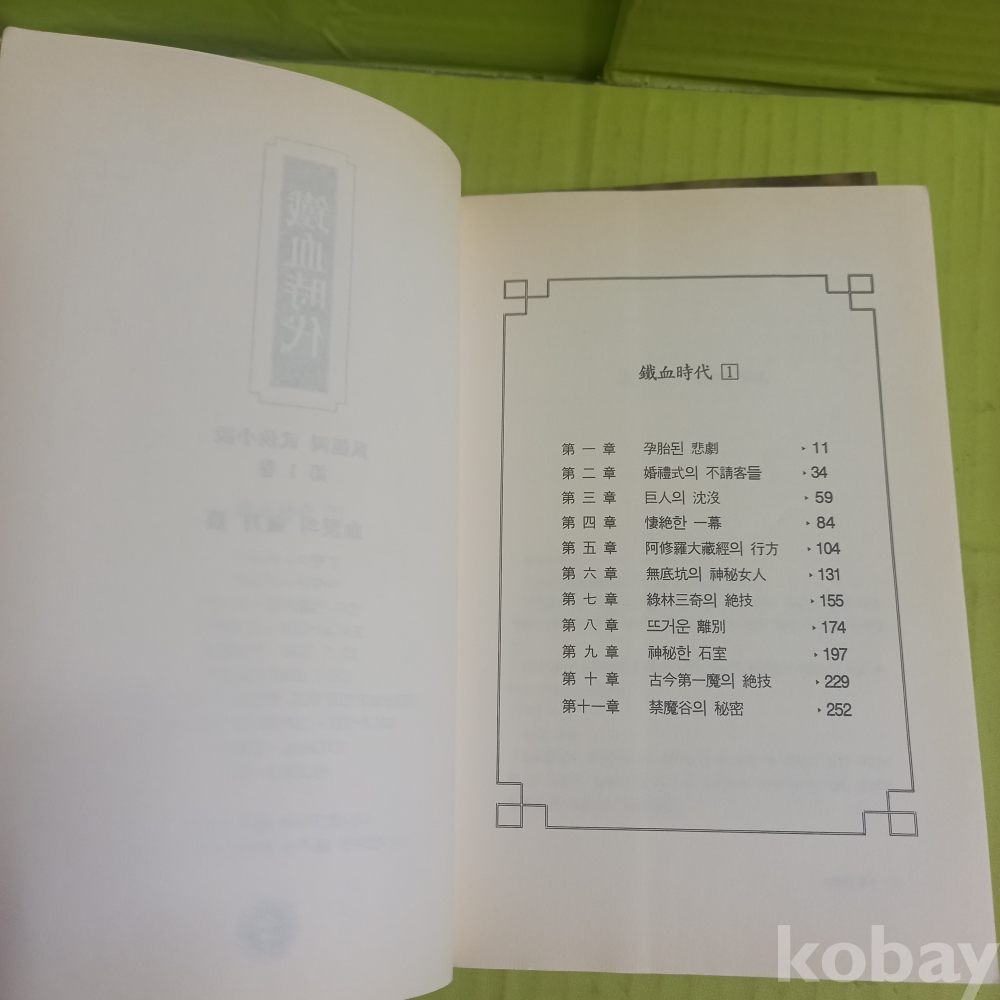 鐵血時代
鐵血時代 1
第一章 孕胎된 悲劇 ▸ 11
第二章 婚禮式의 不請客들 ▸ 34
第三章 巨人의 沈沒 ▸ 59
第四章 悽絶한 一幕 ▸ 84
第五章 阿修羅大藏經의 行方 ▸ 104
第六章 無底坑의 神秘女人 ▸ 131
第七章 綠林三奇의 絶技 ▸ 155
第八章 뜨거운 離別 ▸ 174
第九章 神秘한 石室 ▸ 197
第十章 古今第一魔의 絶技 ▸ 229
第十一章 禁魔谷의 秘密 ▸ 252
kobay